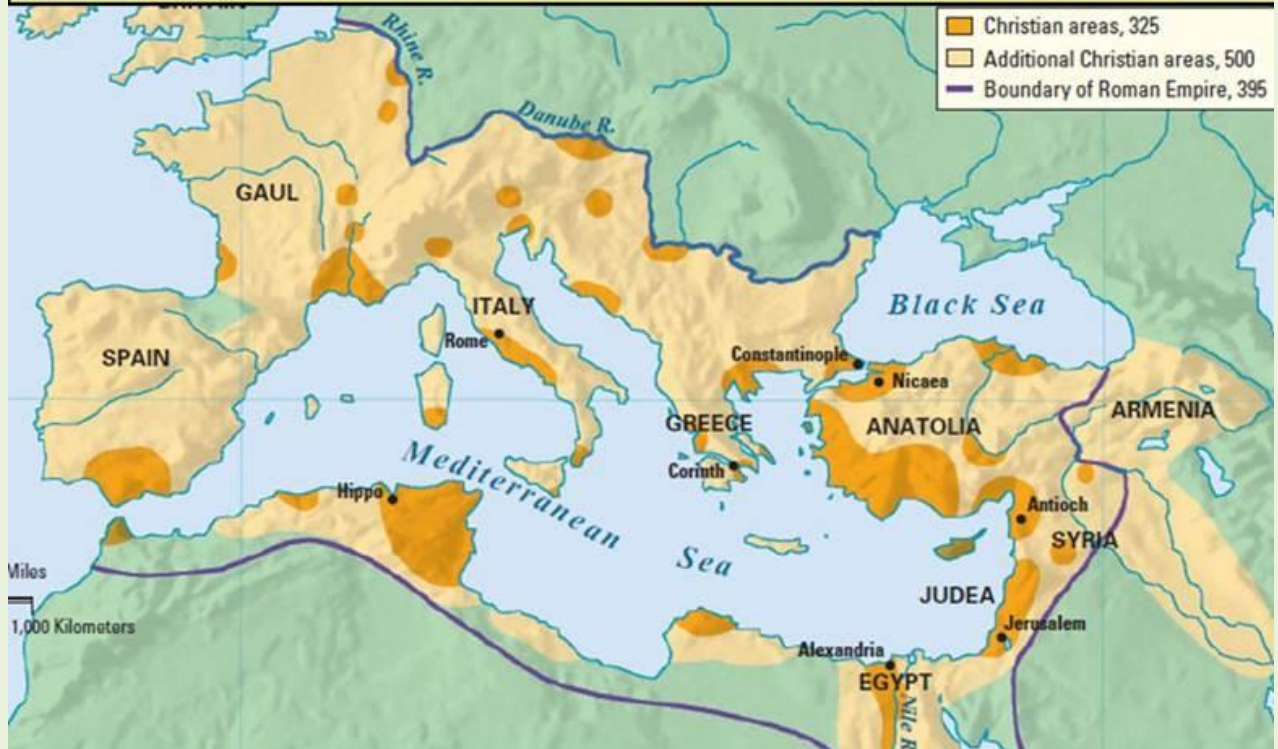 BRITAIN
Christian areas, 325
Additional Christian areas, 500
Boundary of Roman Empire, 395
Rhine R.
Danube R.
GAUL
ITALY
Rome
Black Sea
SPAIN
Constantinople
Nicaea
GREECE
ANATOLIA
ARMENIA
Corinth
Mediterranean
Sea
Hippo
Antioch
SYRIA
Miles
1,000 Kilometers
JUDEA
Jerusalem
Alexandria
EGYPT
Nile R